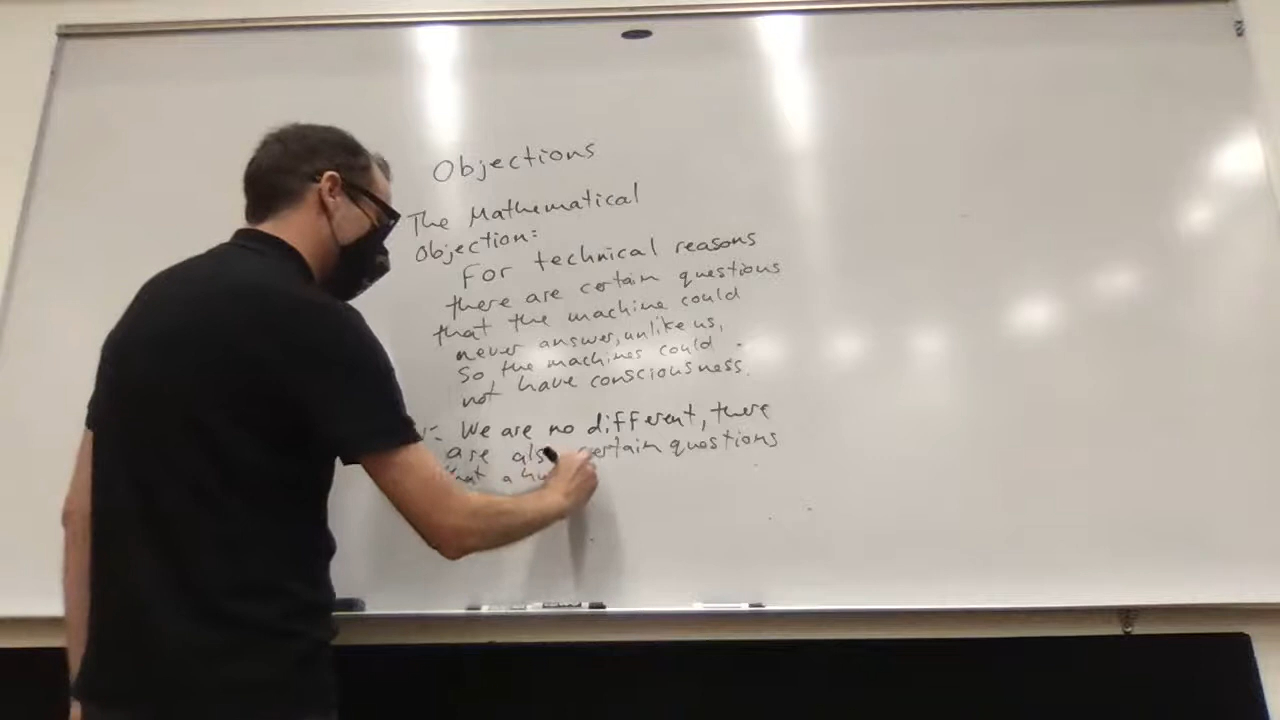 Objections
The Mathematical
Objection:
For technical reasons
there are certain questions
that the machine could
never answer, unlike us,
So the machines could
not have consciousness.
We are no different, there
are also certain questions
a